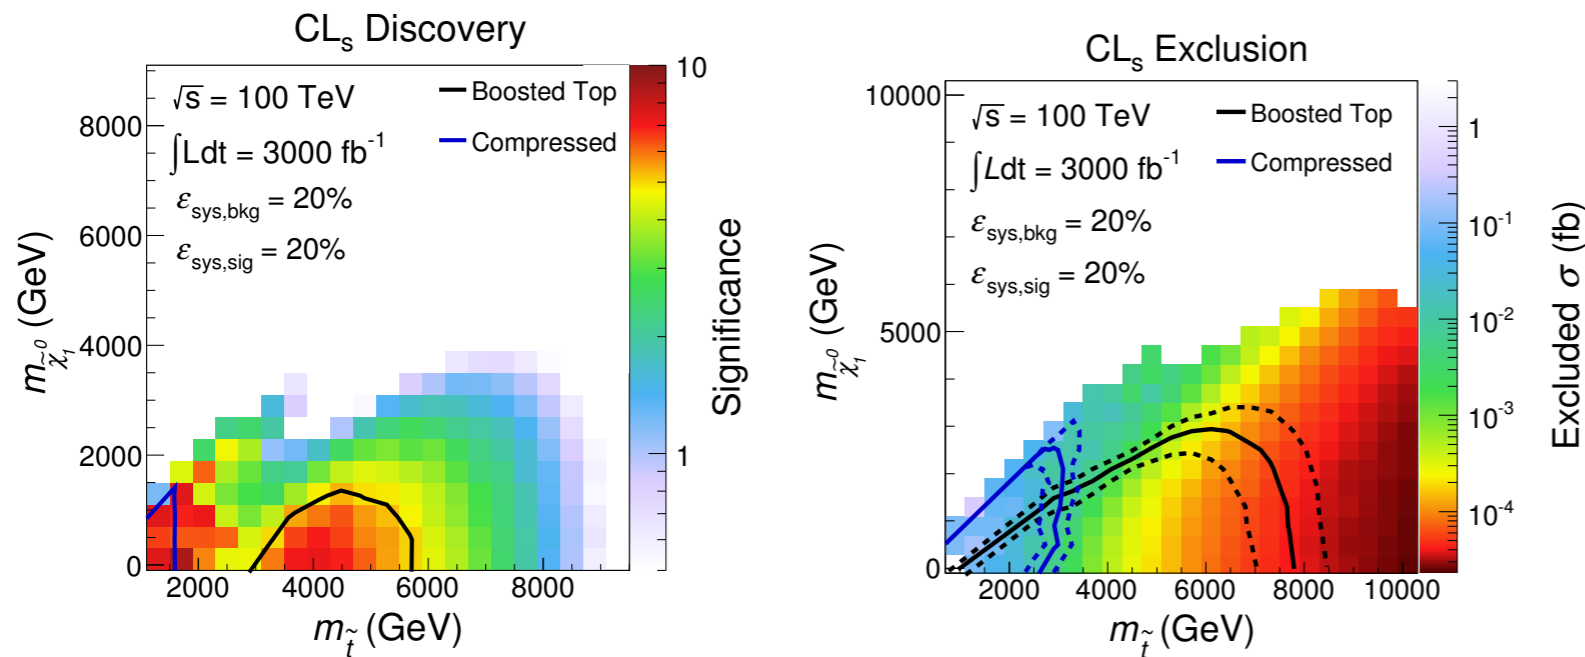 CLs Discovery
√s = 100 TeV
∫Ldt = 3000 fb-1
εsys,bkg = 20%
εsys,sig = 20%
Boosted Top
Compressed
8000
6000
4000
2000
0
2000
4000
6000
8000
mχ̃10 (GeV)
mt̃ (GeV)
10
1
Significance
CLs Exclusion
√s = 100 TeV
∫Ldt = 3000 fb-1
εsys,bkg = 20%
εsys,sig = 20%
Boosted Top
Compressed
10000
5000
0
2000
4000
6000
8000
10000
mχ̃10 (GeV)
mt̃ (GeV)
1
10-1
10-2
10-3
10-4
Excluded σ (fb)